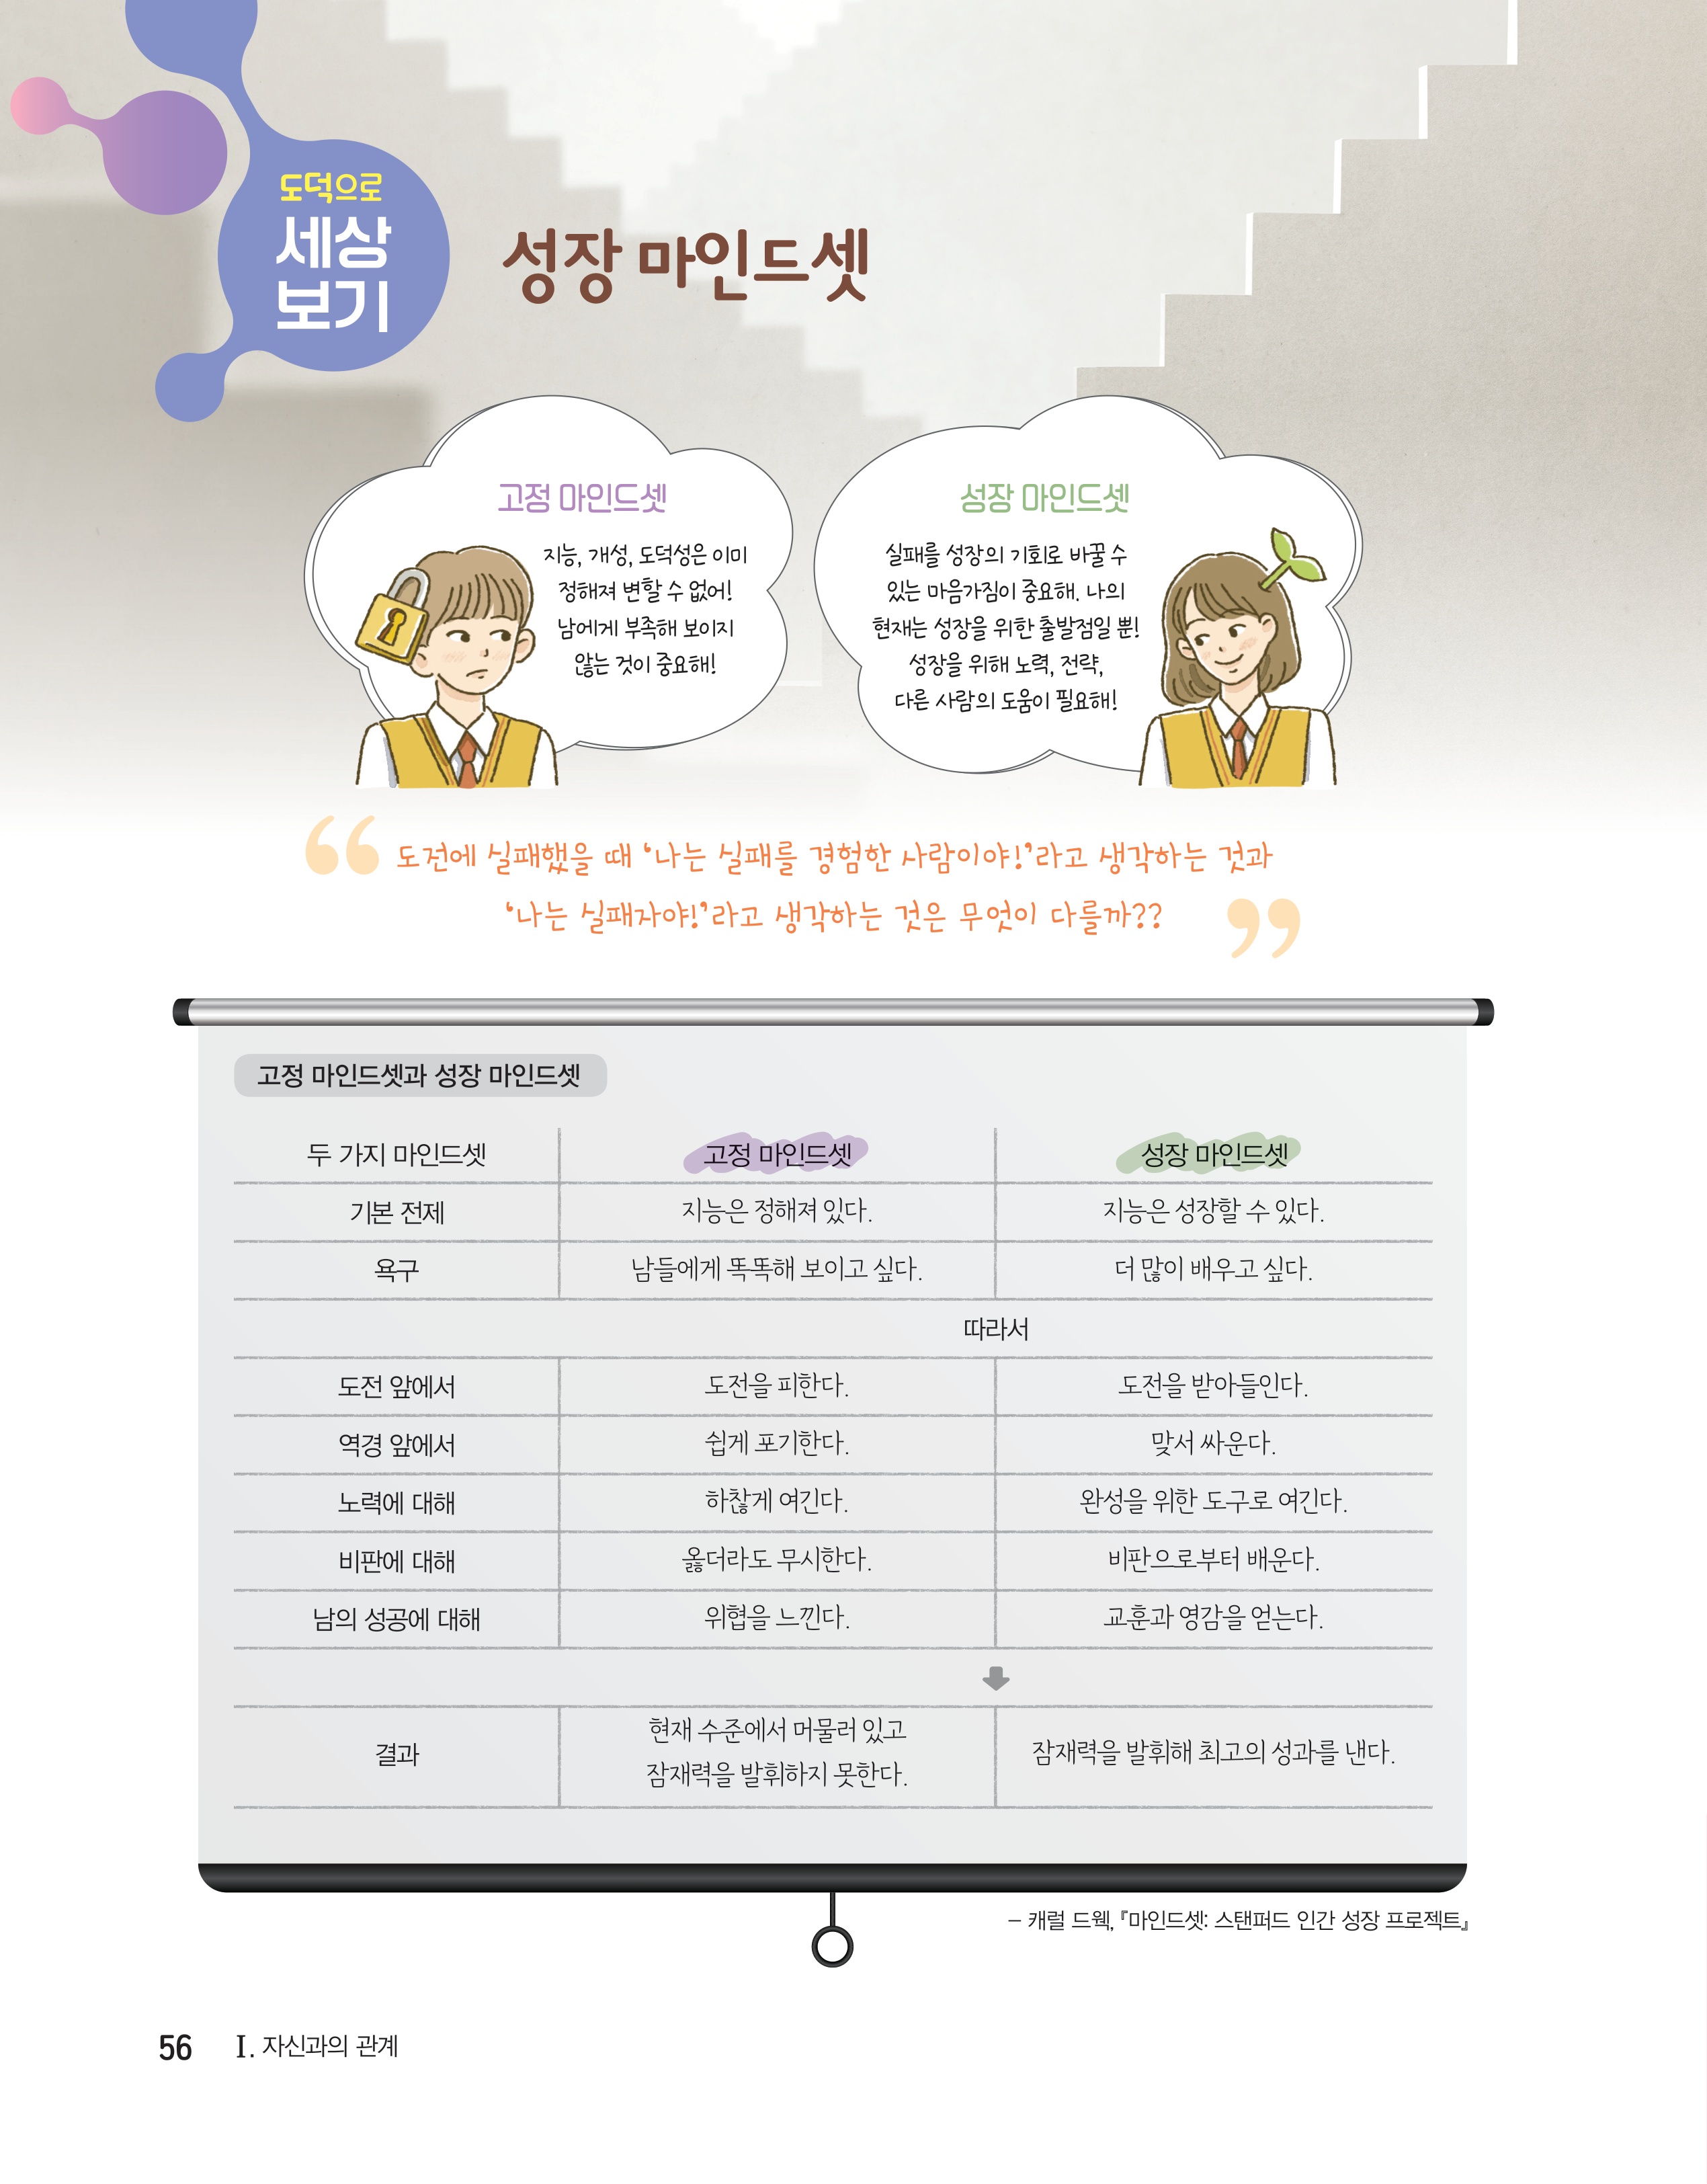 도덕으로
세상
보기
성장 마인드셋
고정 마인드셋
지능, 개성, 도덕성은 이미
정해져 변할 수 없어!
남에게 부족해 보이지
않는 것이 중요해!
성장 마인드셋
실패를 성장의 기회로 바꿀 수
있는 마음가짐이 중요해. 나의
현재는 성장을 위한 출발점일 뿐!
성장을 위해 노력, 전략,
다른 사람의 도움이 필요해!
“도전에 실패했을 때 ‘나는 실패를 경험한 사람이야!’라고 생각하는 것과
‘나는 실패자야!’라고 생각하는 것은 무엇이 다를까??”
고정 마인드셋과 성장 마인드셋
두 가지 마인드셋 고정 마인드셋 성장 마인드셋
기본 전제 지능은 정해져 있다. 지능은 성장할 수 있다.
욕구 남들에게 똑똑해 보이고 싶다. 더 많이 배우고 싶다.
따라서
도전 앞에서 도전을 피한다. 도전을 받아들인다.
역경 앞에서 쉽게 포기한다. 맞서 싸운다.
노력에 대해 하찮게 여긴다. 완성을 위한 도구로 여긴다.
비판에 대해 옳더라도 무시한다. 비판으로부터 배운다.
남의 성공에 대해 위협을 느낀다. 교훈과 영감을 얻는다.
결과 현재 수준에서 머물러 있고 잠재력을 발휘하지 못한다. 잠재력을 발휘해 최고의 성과를 낸다.
– 캐럴 드웩, 『마인드셋: 스탠퍼드 인간 성장 프로젝트』
56 I. 자신과의 관계